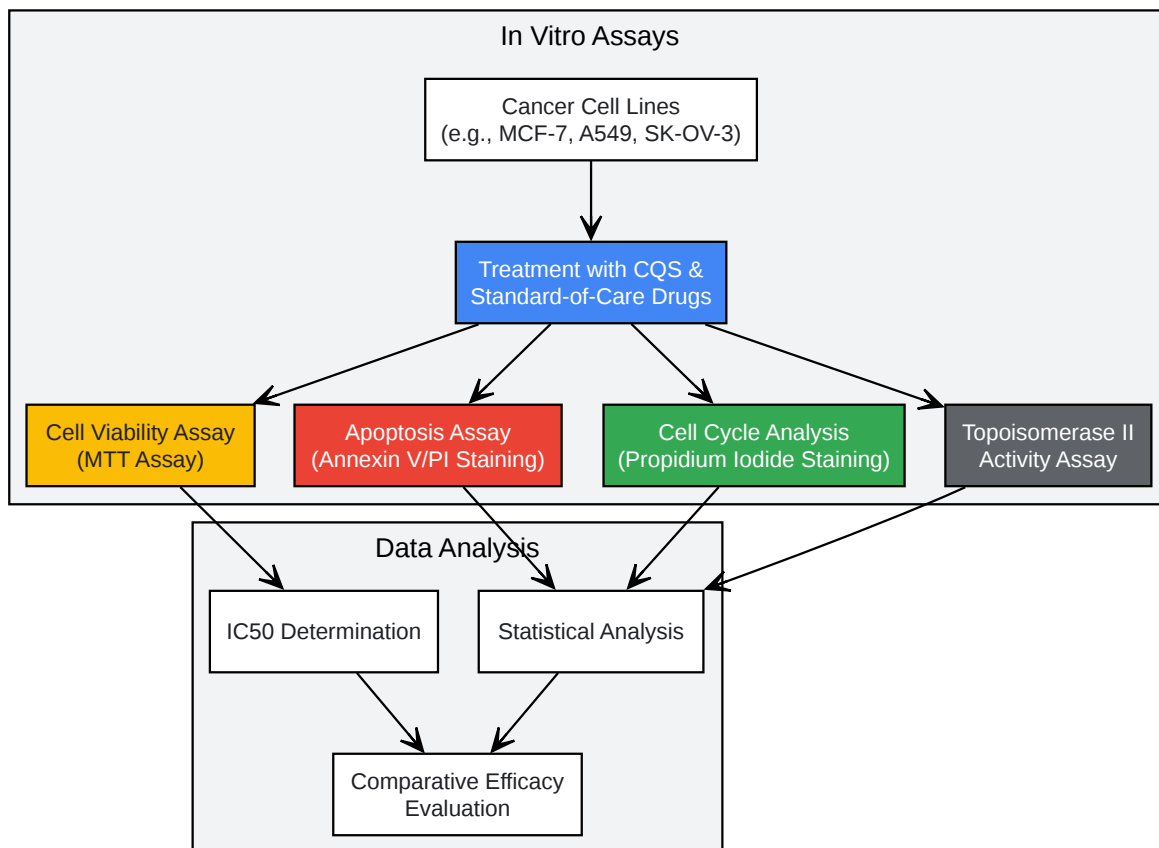 In Vitro Assays
Cancer Cell Lines
(e.g., MCF-7, A549, SK-OV-3)
Treatment with CQS &
Standard-of-Care Drugs
Cell Viability Assay
(MTT Assay)
Apoptosis Assay
(Annexin V/PI Staining)
Cell Cycle Analysis
(Propidium Iodide Staining)
Topoisomerase II
Activity Assay
Data Analysis
IC50 Determination
Statistical Analysis
Comparative Efficacy
Evaluation